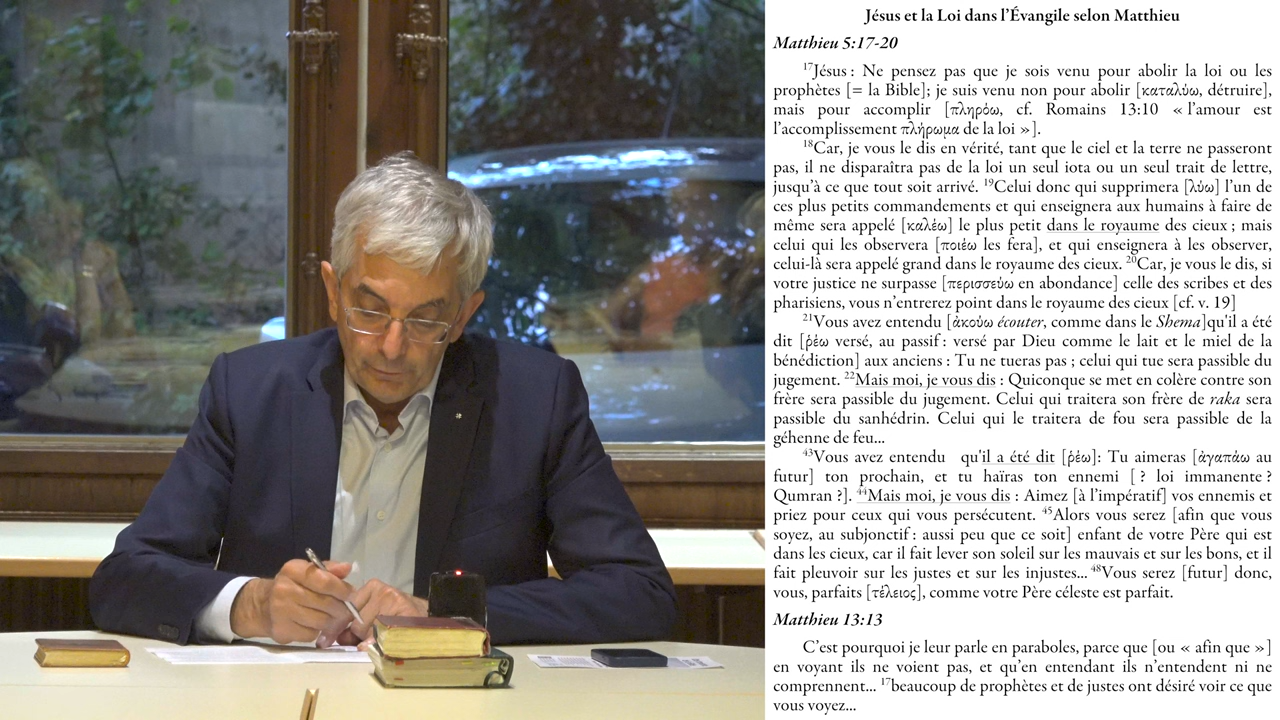 Jésus et la Loi dans l’Évangile selon Matthieu
Matthieu 5:17-20
17Jésus : Ne pensez pas que je sois venu pour abolir la loi ou les
prophètes [= la Bible]; je suis venu non pour abolir [καταλύω, détruire],
mais pour accomplir [πληρόω, cf. Romains 13:10 « l’amour est
l’accomplissement πλήρωμα de la loi »].
18Car, je vous le dis en vérité, tant que le ciel et la terre ne passeront
pas, il ne disparaîtra pas de la loi un seul iota ou un seul trait de lettre,
jusqu’à ce que tout soit arrivé. 19Celui donc qui supprimera [λύω] l’un de
ces plus petits commandements et qui enseignera aux humains à faire de
même sera appelé [καλέω] le plus petit dans le royaume des cieux ; mais
celui qui les observera [ποιέω les fera], et qui enseignera à les observer,
celui-là sera appelé grand dans le royaume des cieux. 20Car, je vous le dis, si
votre justice ne surpasse [περισσεύω en abondance] celle des scribes et des
pharisiens, vous n’entrerez point dans le royaume des cieux [cf. v. 19]
21Vous avez entendu [ἀκούω écouter, comme dans le Shema]qu'il a été
dit [ῥέω versé, au passif : versé par Dieu comme le lait et le miel de la
bénédiction] aux anciens : Tu ne tueras pas ; celui qui tue sera passible du
jugement. 22Mais moi, je vous dis : Quiconque se met en colère contre son
frère sera passible du jugement. Celui qui traitera son frère de raka sera
passible du sanhédrin. Celui qui le traitera de fou sera passible de la
géhenne de feu...
43Vous avez entendu qu'il a été dit [ῥέω]: Tu aimeras [ἀγαπάω au
futur] ton prochain, et tu haïras ton ennemi [ ? loi immanente ?
Qumran ?]. 44Mais moi, je vous dis : Aimez [à l’impératif] vos ennemis et
priez pour ceux qui vous persécutent. 45Alors vous serez [afin que vous
soyez, au subjonctif : aussi peu que ce soit] enfant de votre Père qui est
dans les cieux, car il fait lever son soleil sur les mauvais et sur les bons, et il
fait pleuvoir sur les justes et sur les injustes... 48Vous serez [futur] donc,
vous, parfaits [τέλειος], comme votre Père céleste est parfait.
Matthieu 13:13
C’est pourquoi je leur parle en paraboles, parce que [ou « afin que »]
en voyant ils ne voient pas, et qu’en entendant ils n’entendent ni ne
comprennent... 17beaucoup de prophètes et de justes ont désiré voir ce que
vous voyez...